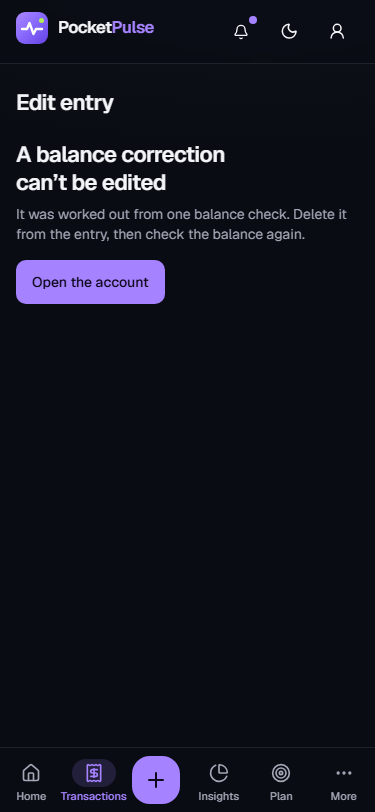 PocketPulse
Edit entry
A balance correction
can’t be edited
It was worked out from one balance check. Delete it
from the entry, then check the balance again.
Open the account
Home
Transactions
Insights
Plan
More